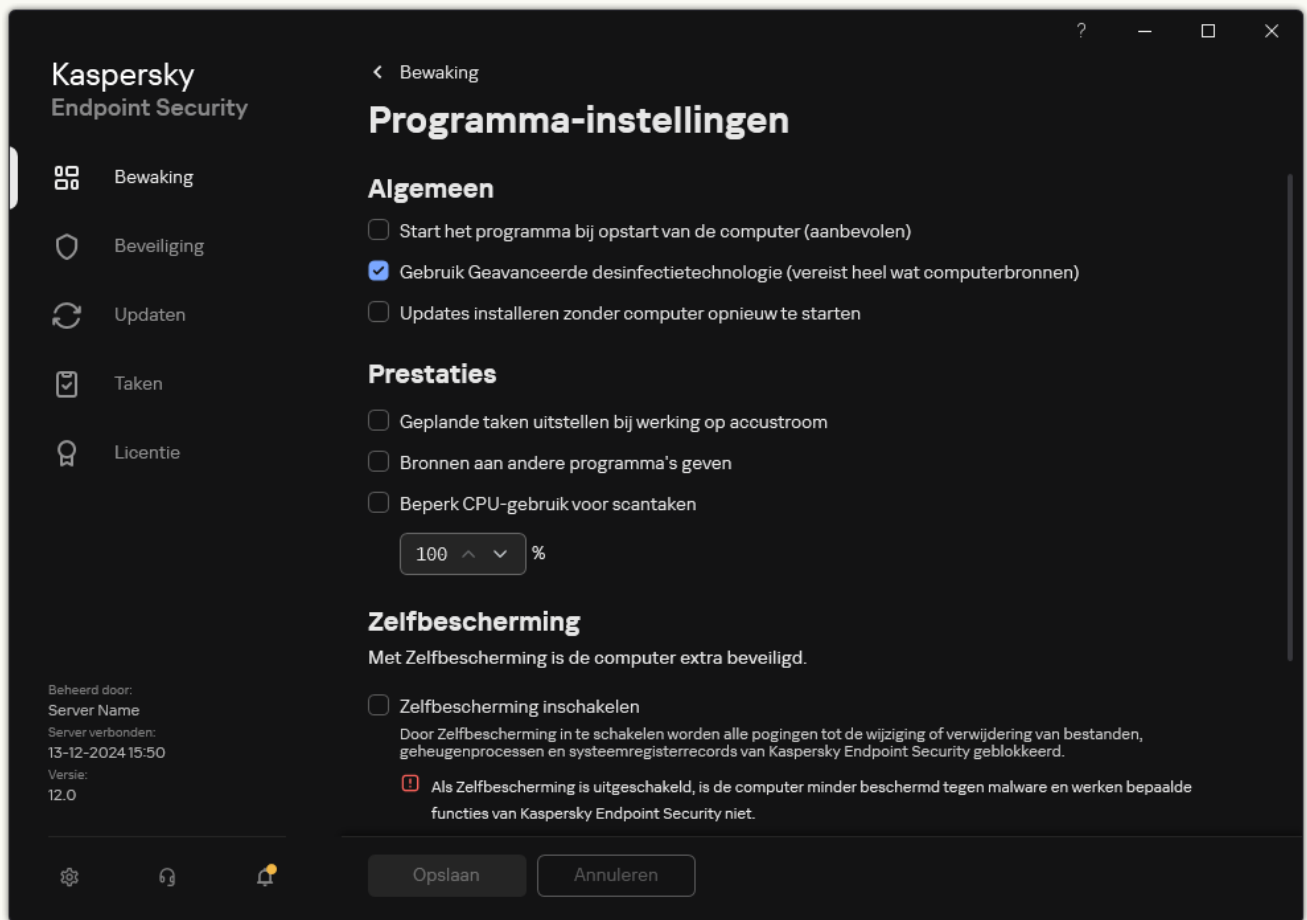 ?
Kaspersky
Endpoint Security
Bewaking
Beveiliging
Updaten
Taken
Licentie
Beheerd door:
Server Name
Server verbonden:
13-12-2024 15:50
Versie:
12.0
Bewaking
Programma-instellingen
Algemeen
Start het programma bij opstart van de computer (aanbevolen)
Gebruik Geavanceerde desinfectietechnologie (vereist heel wat computerbronnen)
Updates installeren zonder computer opnieuw te starten
Prestaties
Geplande taken uitstellen bij werking op accustroom
Bronnen aan andere programma's geven
Beperk CPU-gebruik voor scantaken
100 %
Zelfbescherming
Met Zelfbescherming is de computer extra beveiligd.
Zelfbescherming inschakelen
Door Zelfbescherming in te schakelen worden alle pogingen tot de wijziging of verwijdering van bestanden,
geheugenprocessen en systeemregisterrecords van Kaspersky Endpoint Security geblokkeerd.
Als Zelfbescherming is uitgeschakeld, is de computer minder beschermd tegen malware en werken bepaalde
functies van Kaspersky Endpoint Security niet.
Opslaan
Annuleren